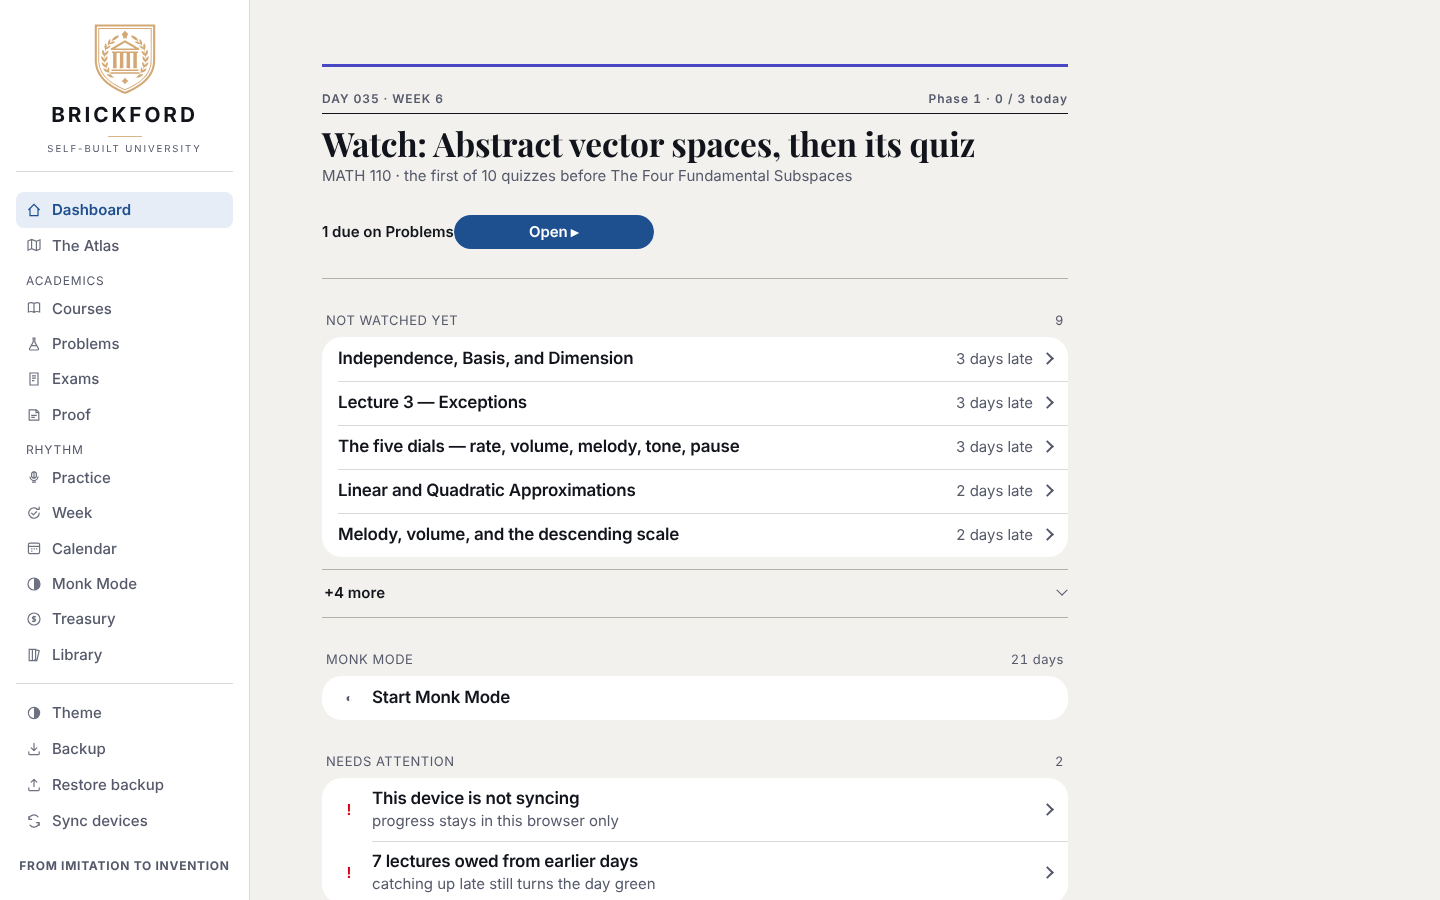 BRICKFORD
SELF-BUILT UNIVERSITY
Dashboard
The Atlas
ACADEMICS
Courses
Problems
Exams
Proof
RHYTHM
Practice
Week
Calendar
Monk Mode
Treasury
Library
Theme
Backup
Restore backup
Sync devices
FROM IMITATION TO INVENTION
DAY 035 · WEEK 6
Phase 1 · 0 / 3 today
Watch: Abstract vector spaces, then its quiz
MATH 110 · the first of 10 quizzes before The Four Fundamental Subspaces
1 due on Problems
Open ▸
NOT WATCHED YET
9
Independence, Basis, and Dimension
3 days late
Lecture 3 — Exceptions
3 days late
The five dials — rate, volume, melody, tone, pause
3 days late
Linear and Quadratic Approximations
2 days late
Melody, volume, and the descending scale
2 days late
+4 more
MONK MODE
21 days
Start Monk Mode
NEEDS ATTENTION
2
! This device is not syncing
progress stays in this browser only
! 7 lectures owed from earlier days
catching up late still turns the day green